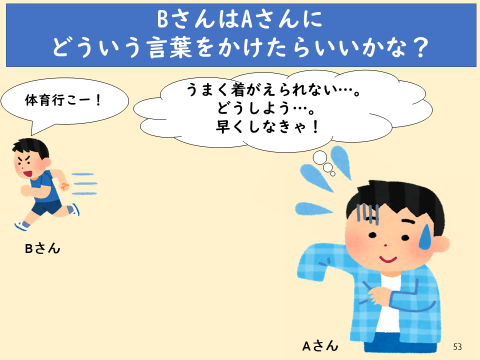 BさんはAさんに
どういう言葉をかけたらいいかな？
体育行こー！
うまく着がえられない…。
どうしよう…。
早くしなきゃ！
Bさん
Aさん
53